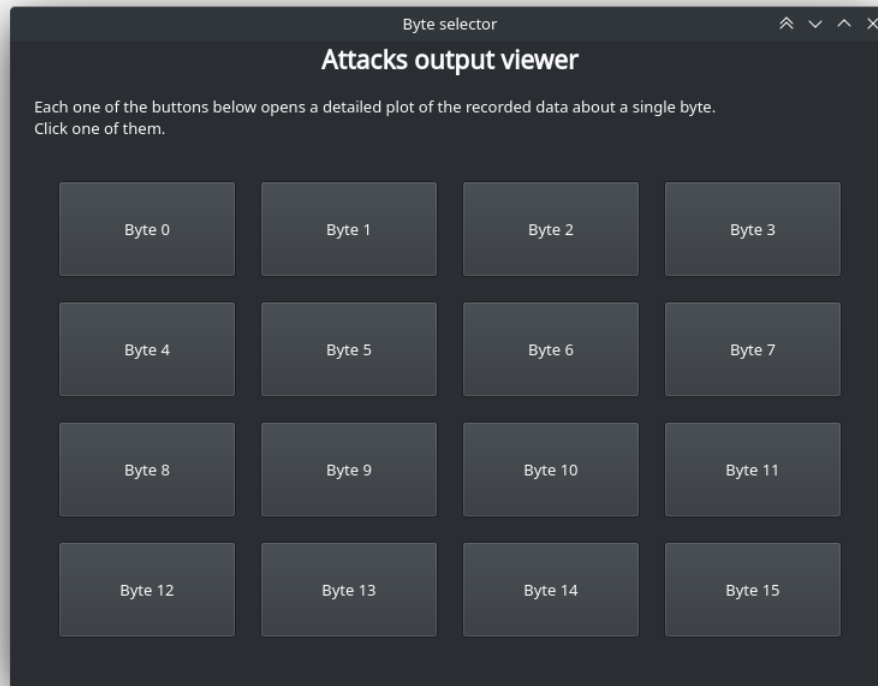 Byte selector
Attacks output viewer
Each one of the buttons below opens a detailed plot of the recorded data about a single byte.
Click one of them.
Byte 0
Byte 1
Byte 2
Byte 3
Byte 4
Byte 5
Byte 6
Byte 7
Byte 8
Byte 9
Byte 10
Byte 11
Byte 12
Byte 13
Byte 14
Byte 15